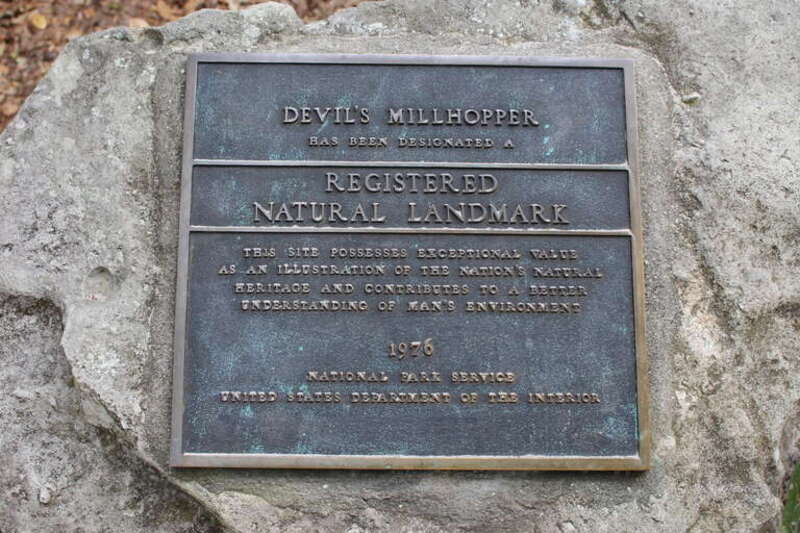 DEVIL'S MILLHOPPER
HAS BEEN DESIGNATED A
REGISTERED
NATURAL LANDMARK
THIS SITE POSSESSES EXCEPTIONAL VALUE
AS AN ILLUSTRATION OF THE NATION'S NATURAL
HERITAGE AND CONTRIBUTES TO A BETTER
UNDERSTANDING OF MAN'S ENVIRONMENT
1976
NATIONAL PARK SERVICE
UNITED STATES DEPARTMENT OF THE INTERIOR